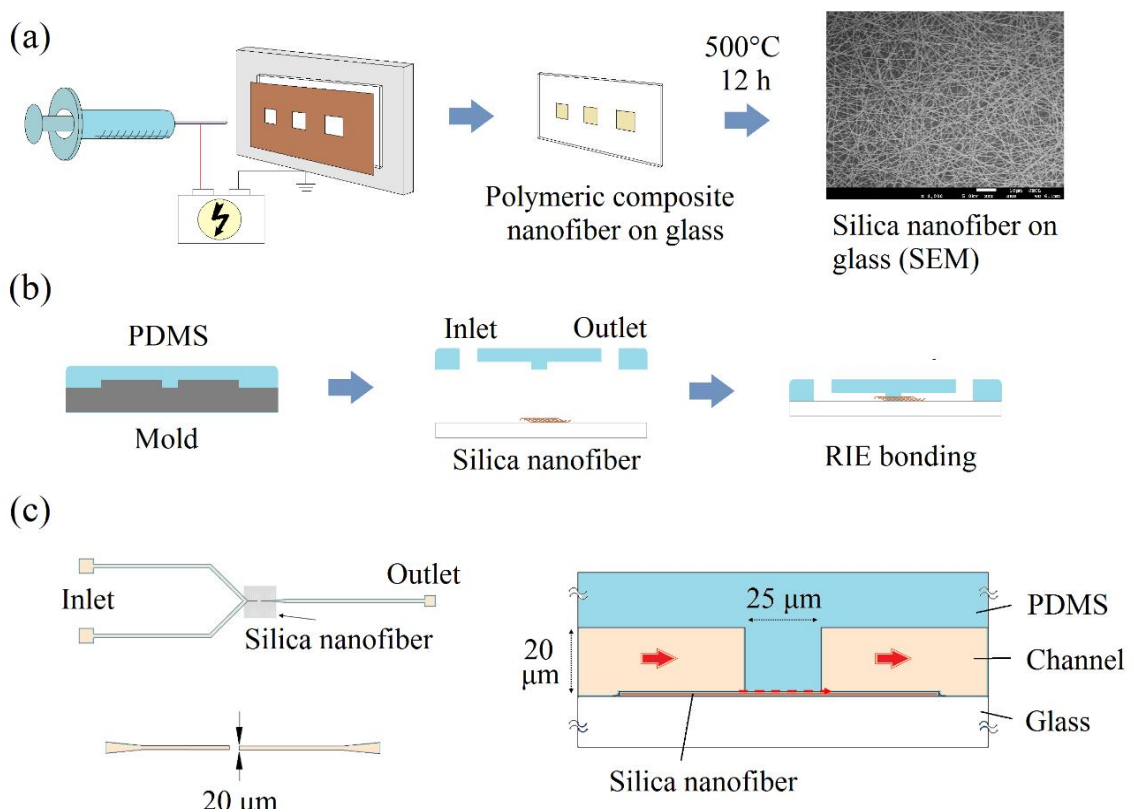 (a)
500°C
12 h
Polymeric composite
nanofiber on glass
Silica nanofiber on
glass (SEM)
(b)
PDMS
Mold
Inlet
Outlet
Silica nanofiber
RIE bonding
(c)
Inlet
Outlet
Silica nanofiber
20 μm
25 μm
20
μm
PDMS
Channel
Glass
Silica nanofiber